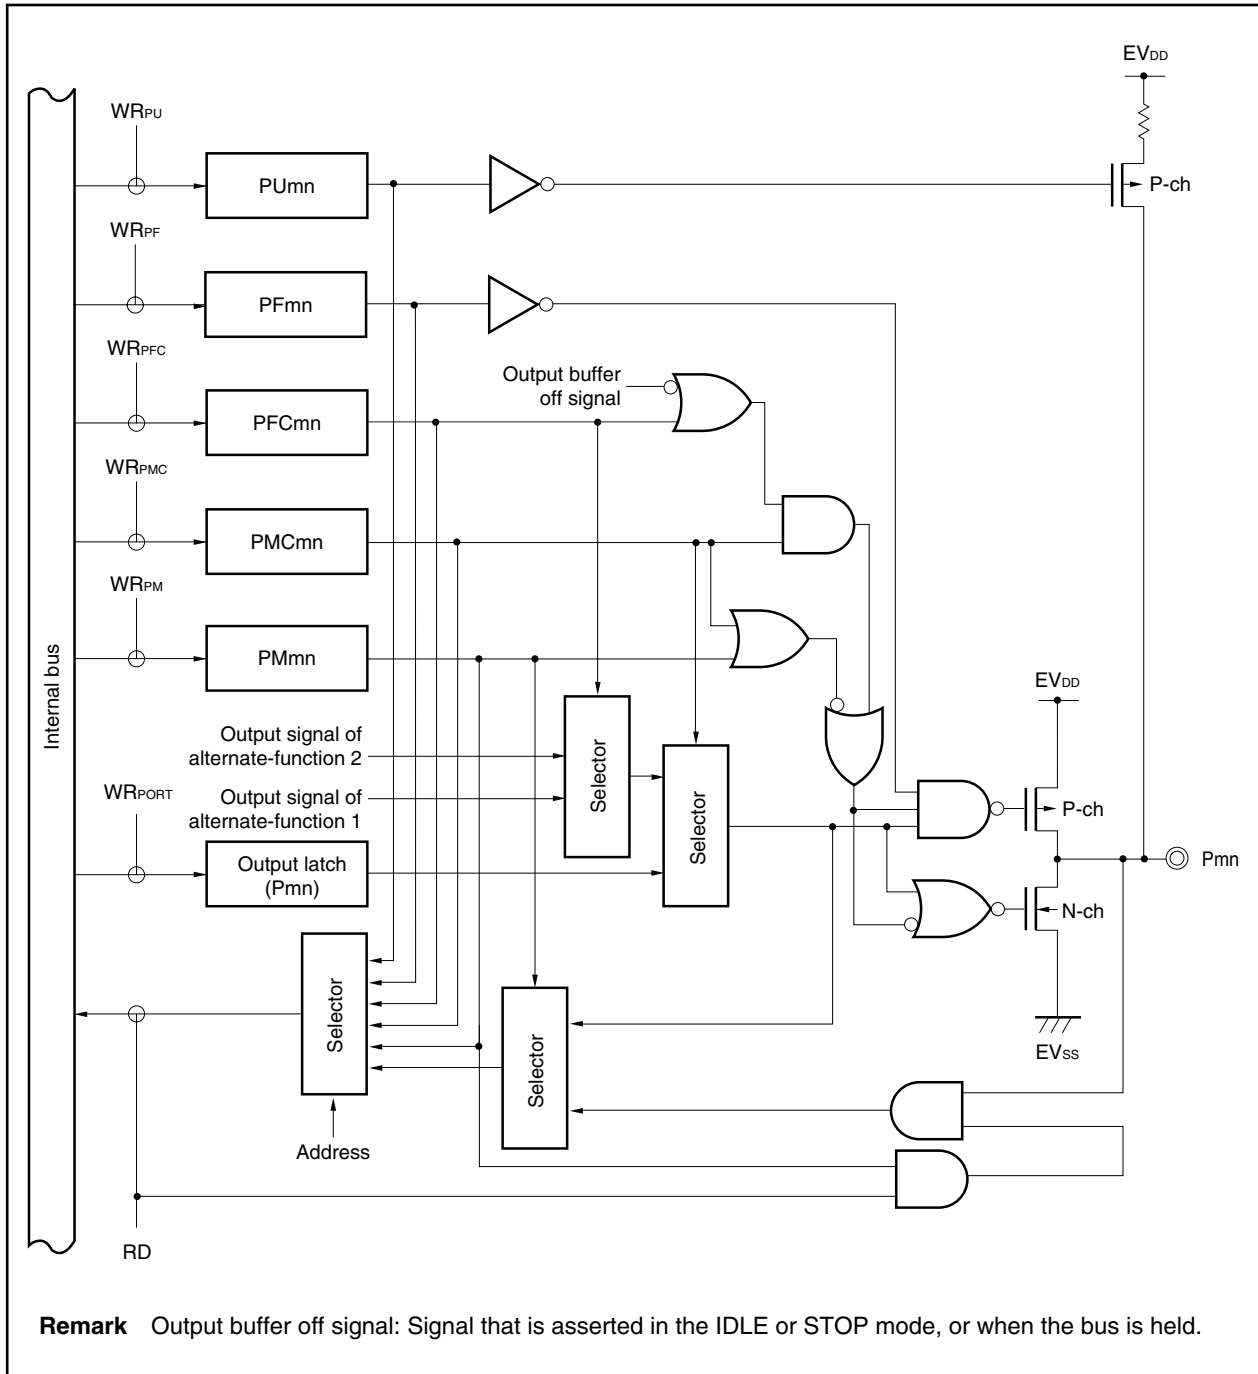 EVDD
WRPU
PUmn
P-ch
WRPF
PFmn
WRPFC
Output buffer
off signal
PFCmn
WRPMC
PMCmn
WRPM
PMmn
Internal bus
EVDD
Output signal of
alternate-function 2
Selector
Selector
WRPORT
Output signal of
alternate-function 1
P-ch
Output latch
(Pmn)
Pmn
N-ch
Selector
Selector
EVSS
Address
RD
Remark Output buffer off signal: Signal that is asserted in the IDLE or STOP mode, or when the bus is held.